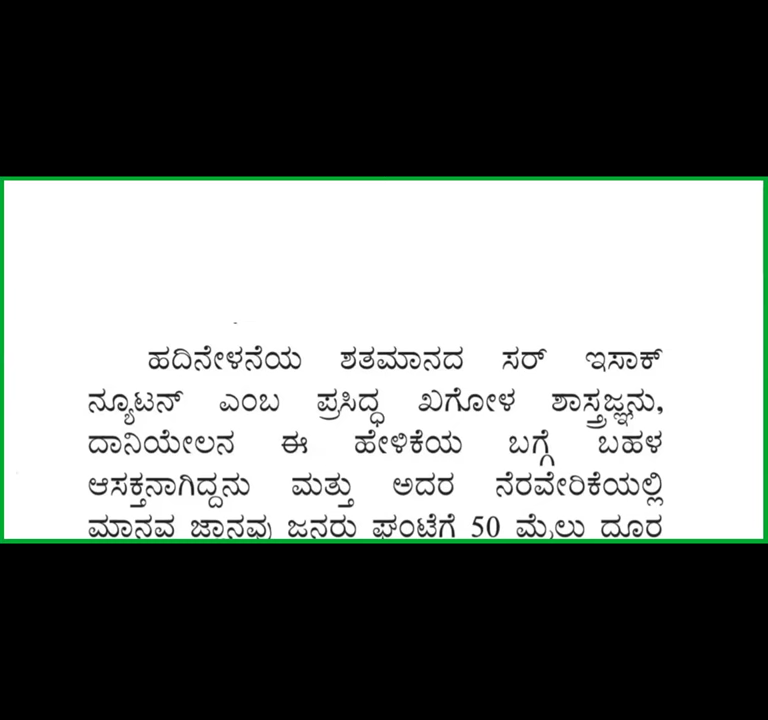 ಹದಿನೇಳನೆಯ ಶತಮಾನದ ಸರ್ ಇಸಾಕ್
ನ್ಯೂಟನ್ ಎಂಬ ಪ್ರಸಿದ್ಧ ಖಗೋಳ ಶಾಸ್ತ್ರಜ್ಞನು,
ದಾನಿಯೇಲನ ಈ ಹೇಳಿಕೆಯ ಬಗ್ಗೆ ಬಹಳ
ಆಸಕ್ತನಾಗಿದ್ದನು ಮತ್ತು ಅದರ ನೆರವೇರಿಕೆಯಲ್ಲಿ
ಮಾನವ ಜ್ಞಾನವು ಜನರು ಘಂಟೆಗೆ 50 ಮೈಲು ದೂರ